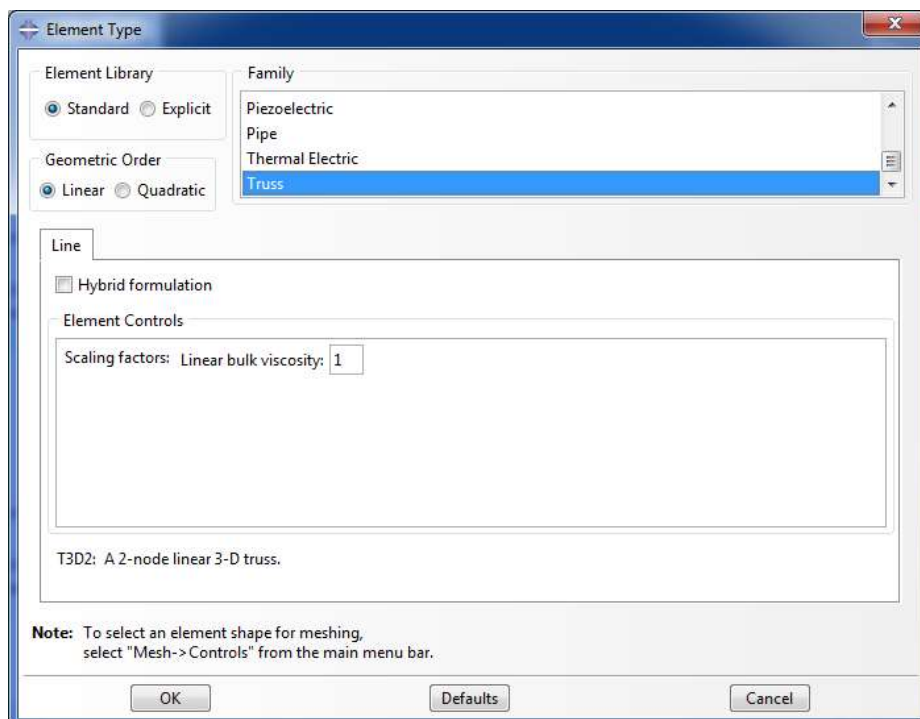 Element Type
Element Library
Standard Explicit
Family
Piezoelectric
Pipe
Thermal Electric
Truss
Geometric Order
Linear Quadratic
Line
Hybrid formulation
Element Controls
Scaling factors: Linear bulk viscosity: 1
T3D2: A 2-node linear 3-D truss.
Note: To select an element shape for meshing,
select "Mesh->Controls" from the main menu bar.
OK Defaults Cancel